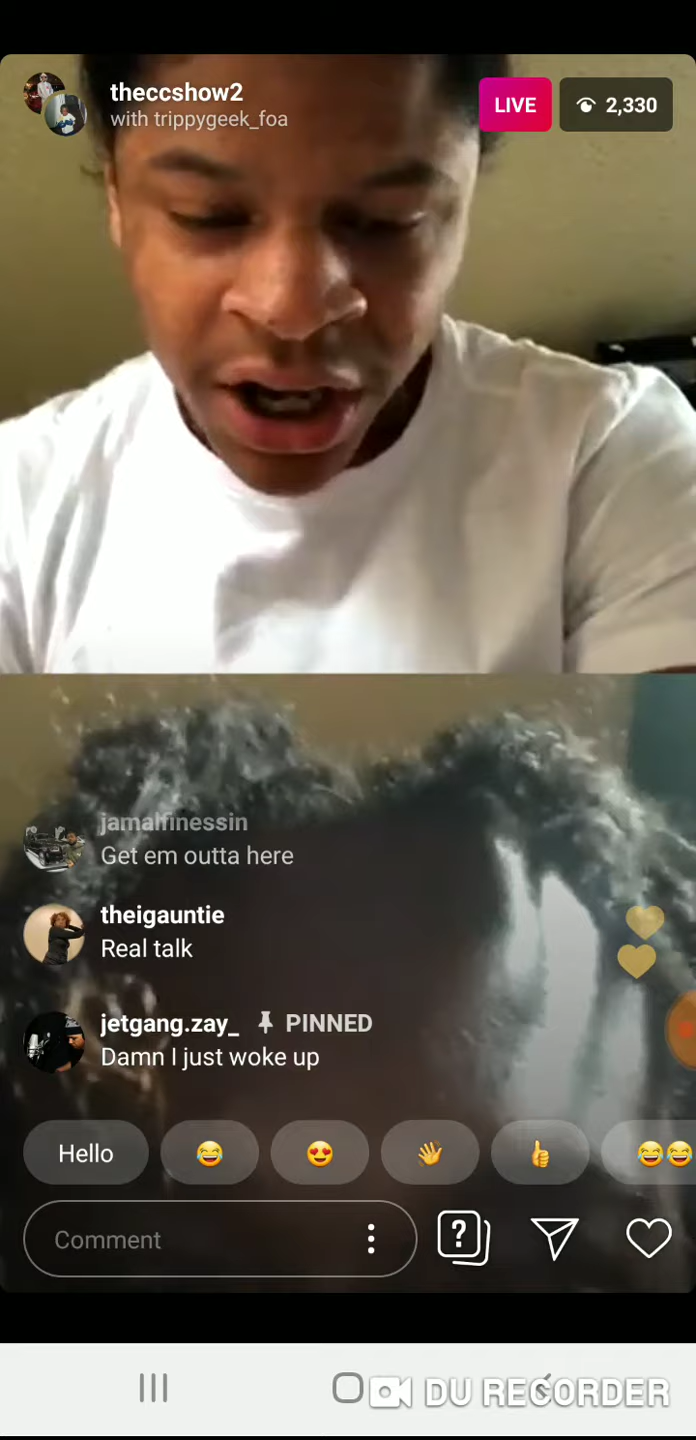 theccshow2
with trippygeek_foa
LIVE
2,330
jamalfinessin
Get em outta here
theigauntie
Real talk
jetgang.zay_ PINNED
Damn I just woke up
Hello
Comment
DU RECORDER